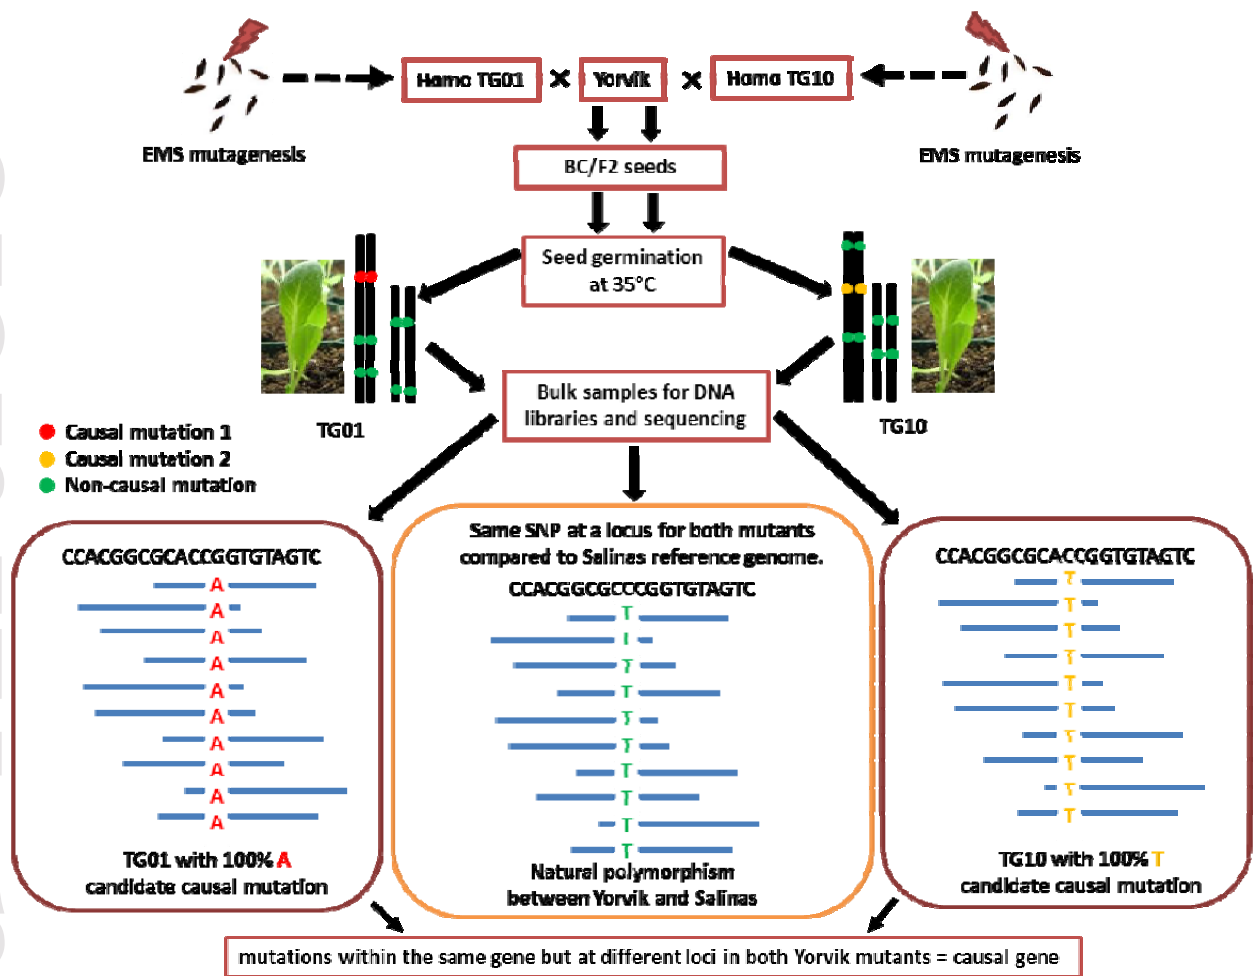 Homo TG01 × Yorvik × Homo TG10
EMS mutagenesis
EMS mutagenesis
BC/F2 seeds
Seed germination
at 35°C
TG01
TG10
Bulk samples for DNA
libraries and sequencing
Causal mutation 1
Causal mutation 2
Non-causal mutation
CCACGGCGCACCGGTGTAGTC
A
A
A
A
A
A
A
A
A
A
TG01 with 100% A
candidate causal mutation
Same SNP at a locus for both mutants
compared to Salinas reference genome.
CCACGGCGCCCGGTGTAGTC
T
T
T
T
T
T
T
T
T
T
Natural polymorphism
between Yorvik and Salinas
CCACGGCGCACCGGTGTAGTC
T
T
T
T
T
T
T
T
T
T
TG10 with 100% T
candidate causal mutation
mutations within the same gene but at different loci in both Yorvik mutants = causal gene